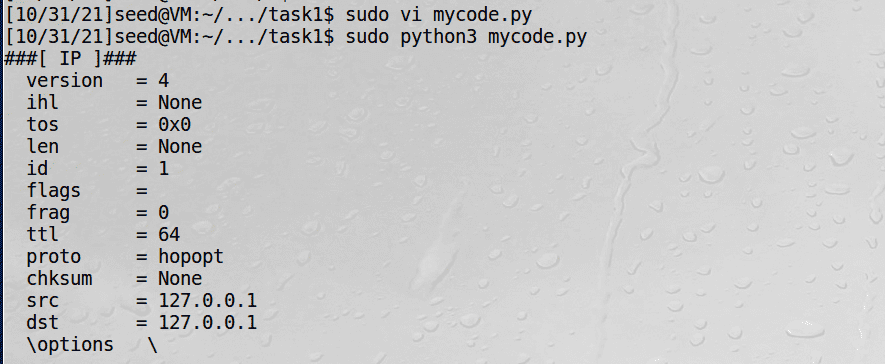 [10/31/21]seed@VM:~/.../task1$ sudo vi mycode.py
[10/31/21]seed@VM:~/.../task1$ sudo python3 mycode.py
###[ IP ]###
  version   = 4
  ihl       = None
  tos       = 0x0
  len       = None
  id        = 1
  flags     =
  frag      = 0
  ttl       = 64
  proto     = hopopt
  chksum    = None
  src       = 127.0.0.1
  dst       = 127.0.0.1
  \options   \